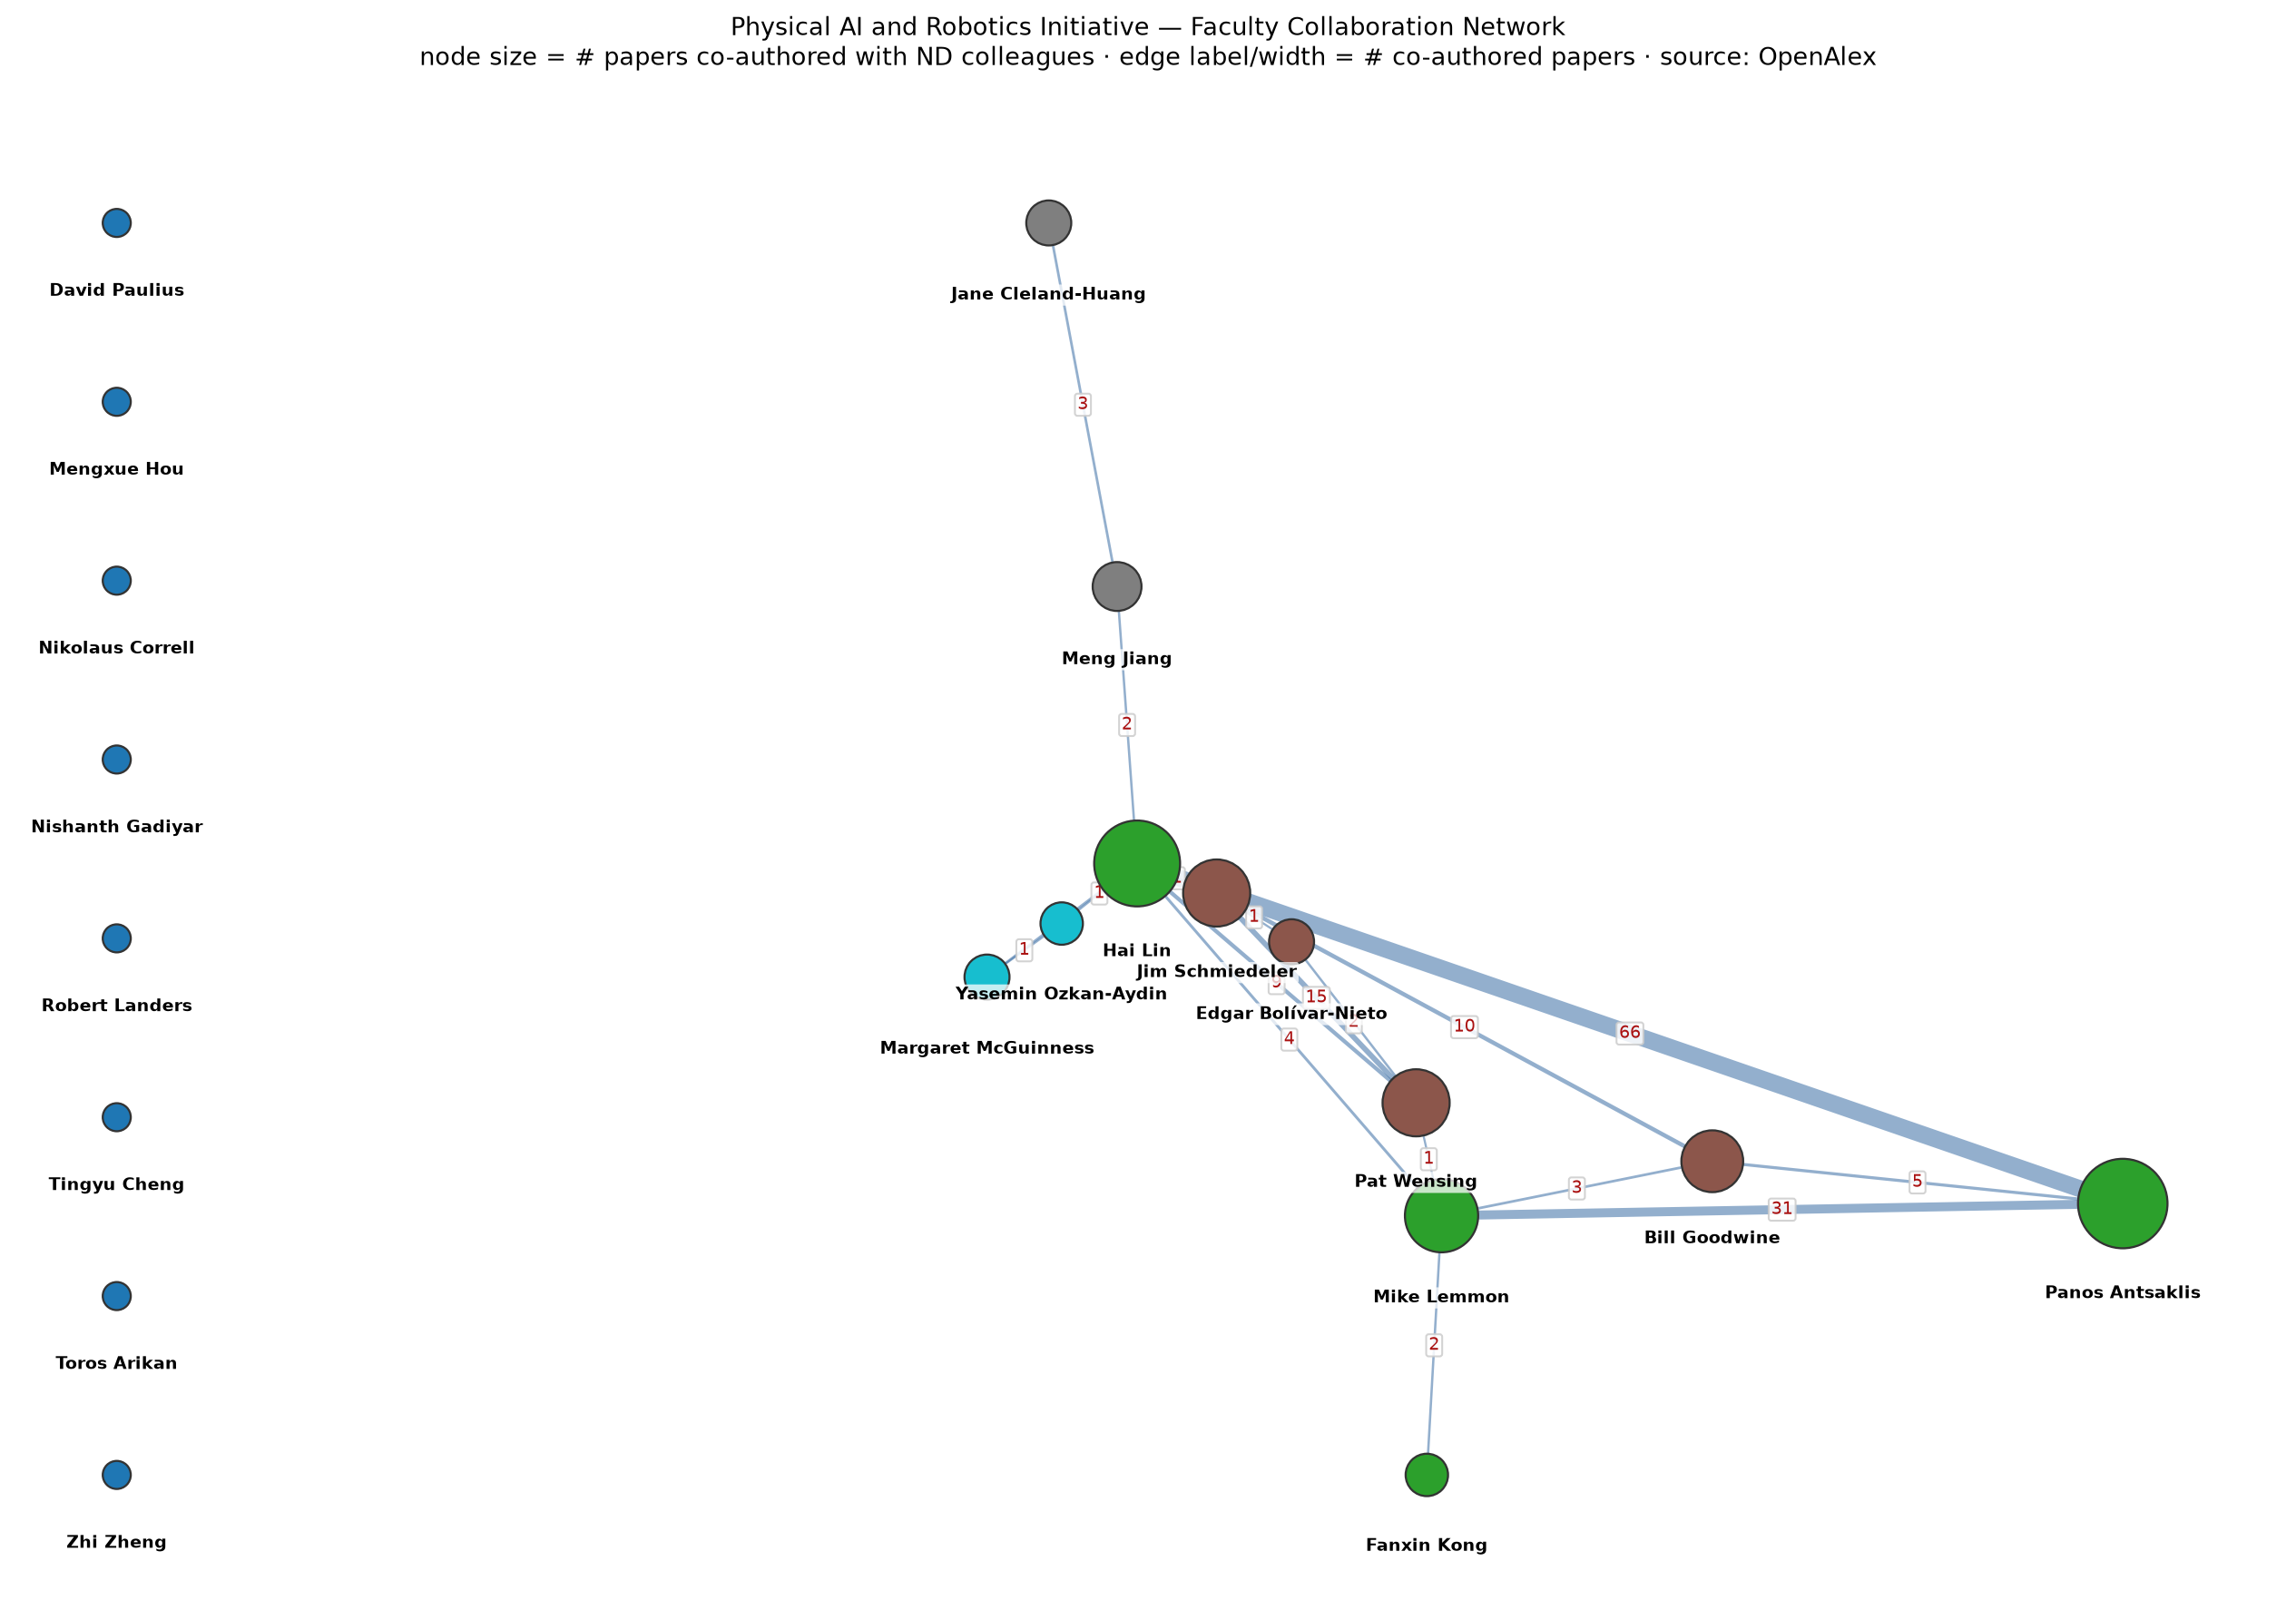 Physical AI and Robotics Initiative — Faculty Collaboration Network
node size = # papers co-authored with ND colleagues · edge label/width = # co-authored papers · source: OpenAlex
David Paulius
Jane Cleland-Huang
3
Mengxue Hou
Nikolaus Correll
Meng Jiang
2
Nishanth Gadiyar
1
1
1
Hai Lin
Jim Schmiedeler
9
15
Yasemin Ozkan-Aydin
Robert Landers
Edgar Bolívar-Nieto
10
66
4
Margaret McGuinness
1
Pat Wensing
Tingyu Cheng
3
5
31
Bill Goodwine
Mike Lemmon
Panos Antsaklis
2
Toros Arikan
Zhi Zheng
Fanxin Kong